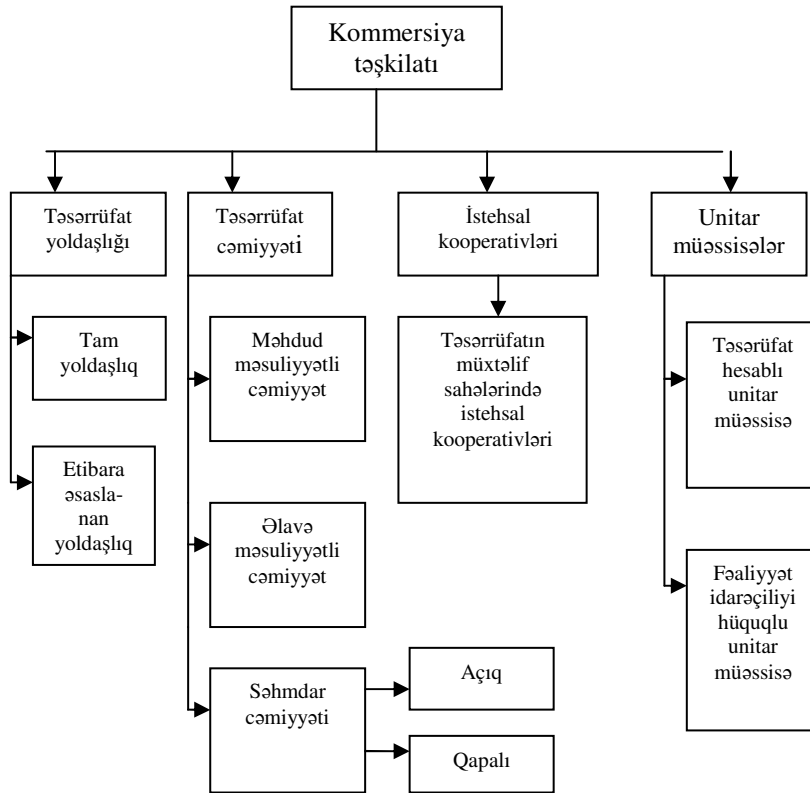 Kommersiya
təşkilatı
Təsərrüfat
yoldaşlığı
Təsərrüfat
cəmiyyəti
İstehsal
kooperativləri
Unitar
müəssisələr
Tam
yoldaşlıq
Məhdud
məsuliyyətli
cəmiyyət
Təsərrüfatın
müxtəlif
sahələrində
istehsal
kooperativləri
Təsərüfat
hesablı
unitar
müəssisə
Etibara
əsasla-
nan
yoldaşlıq
Əlavə
məsuliyyətli
cəmiyyət
Fəaliyyət
idarəçiliyi
hüquqlu
unitar
müəssisə
Səhmdar
cəmiyyəti
Açıq
Qapalı